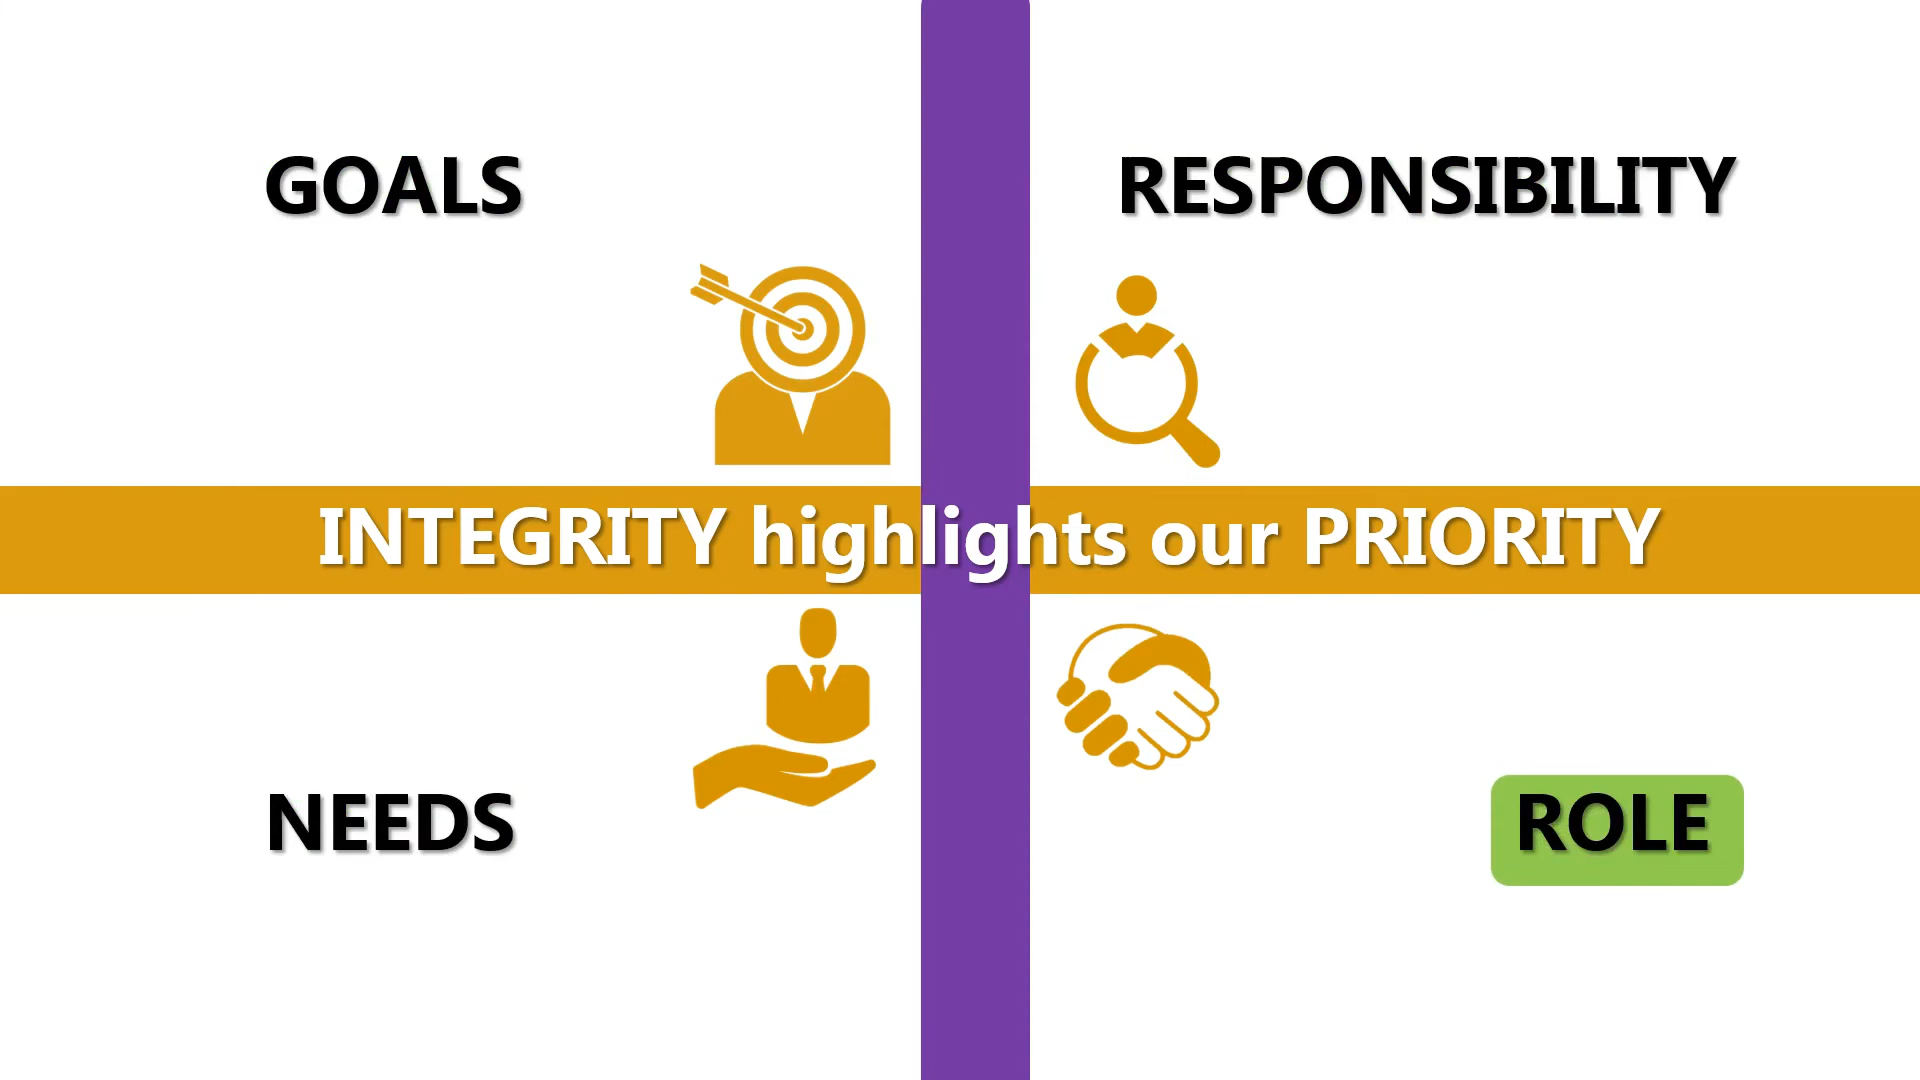 GOALS
RESPONSIBILITY
INTEGRITY highlights our PRIORITY
NEEDS
ROLE